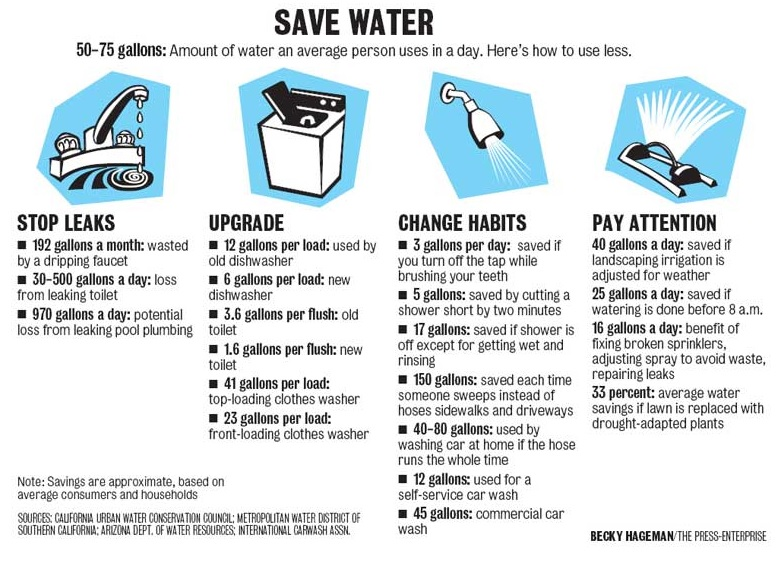 SAVE WATER
50–75 gallons: Amount of water an average person uses in a day. Here's how to use less.
STOP LEAKS
■ 192 gallons a month: wasted
by a dripping faucet
■ 30–500 gallons a day: loss
from leaking toilet
■ 970 gallons a day: potential
loss from leaking pool plumbing
UPGRADE
■ 12 gallons per load: used by
old dishwasher
■ 6 gallons per load: new
dishwasher
■ 3.6 gallons per flush: old
toilet
■ 1.6 gallons per flush: new
toilet
■ 41 gallons per load:
top-loading clothes washer
■ 23 gallons per load:
front-loading clothes washer
CHANGE HABITS
■ 3 gallons per day: saved if
you turn off the tap while
brushing your teeth
■ 5 gallons: saved by cutting a
shower short by two minutes
■ 17 gallons: saved if shower is
off except for getting wet and
rinsing
■ 150 gallons: saved each time
someone sweeps instead of
hoses sidewalks and driveways
■ 40–80 gallons: used by
washing car at home if the hose
runs the whole time
■ 12 gallons: used for a
self-service car wash
■ 45 gallons: commercial car
wash
PAY ATTENTION
40 gallons a day: saved if
landscaping irrigation is
adjusted for weather
25 gallons a day: saved if
watering is done before 8 a.m.
16 gallons a day: benefit of
fixing broken sprinklers,
adjusting spray to avoid waste,
repairing leaks
33 percent: average water
savings if lawn is replaced with
drought-adapted plants
Note: Savings are approximate, based on
average consumers and households
SOURCES: CALIFORNIA URBAN WATER CONSERVATION COUNCIL; METROPOLITAN WATER DISTRICT OF
SOUTHERN CALIFORNIA; ARIZONA DEPT. OF WATER RESOURCES; INTERNATIONAL CARWASH ASSN.
BECKY HAGEMAN/THE PRESS-ENTERPRISE